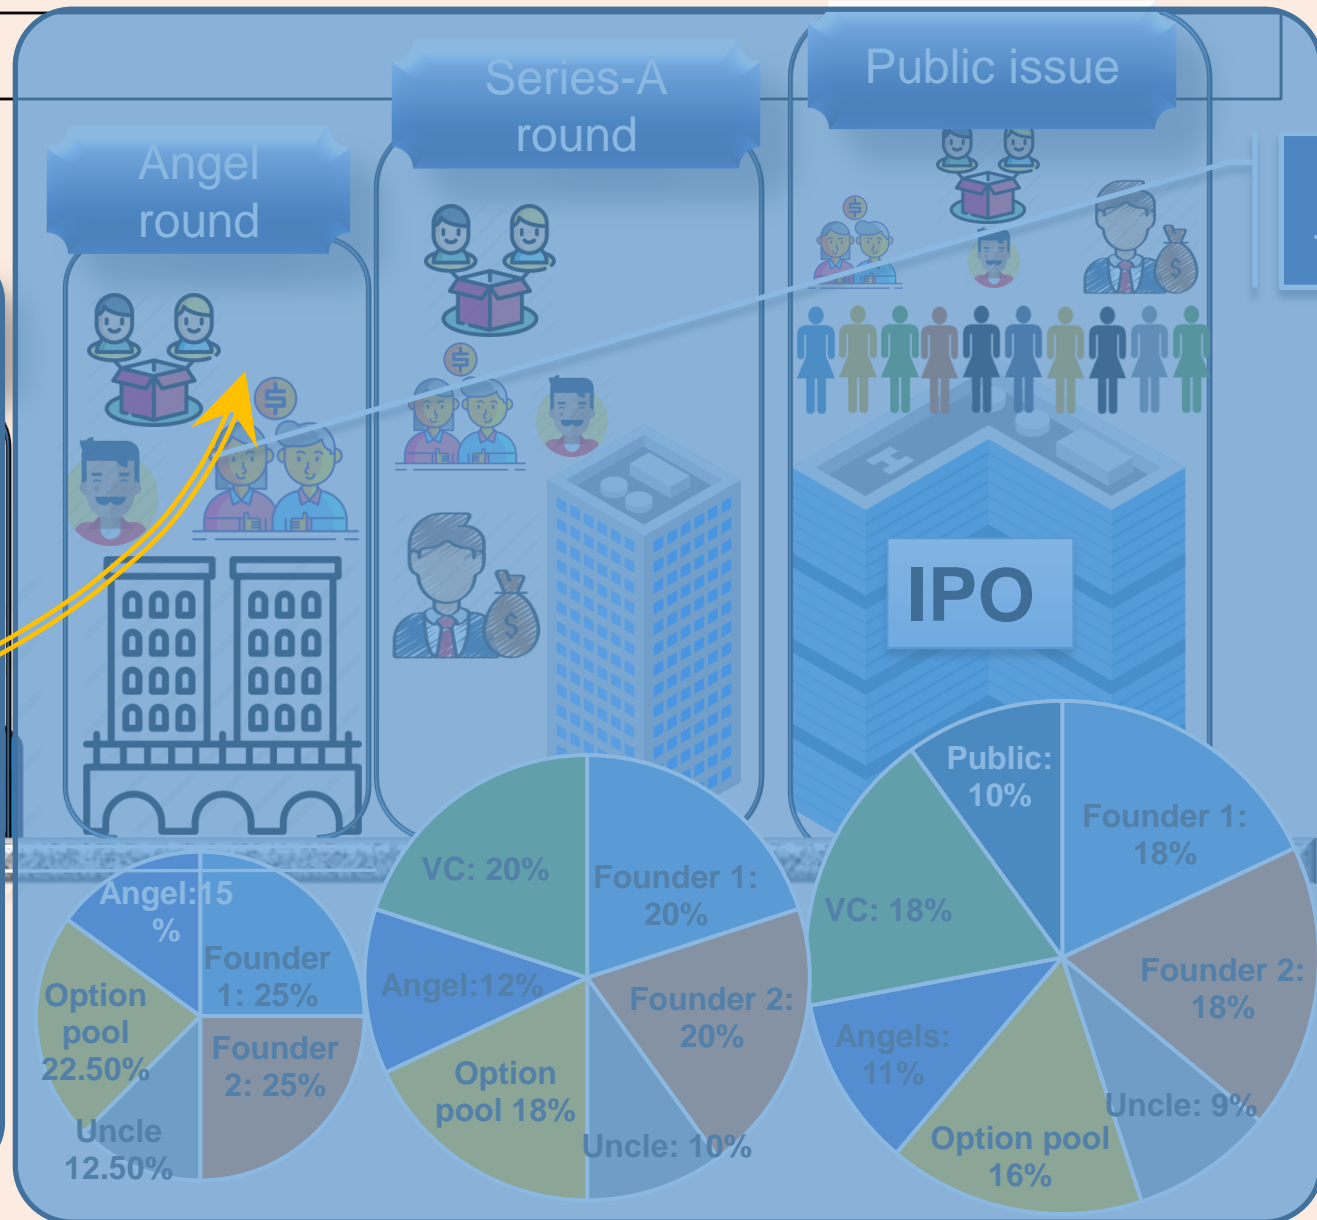 Angel
round
Series-A
round
Public issue
IPO
Angel:15
%
Founder
1: 25%
Founder
2: 25%
Uncle
12.50%
Option
pool
22.50%
VC: 20%
Founder 1:
20%
Founder 2:
20%
Uncle: 10%
Option
pool 18%
Angel:12%
Public:
10%
Founder 1:
18%
Founder 2:
18%
Uncle: 9%
Option pool
16%
Angels:
11%
VC: 18%